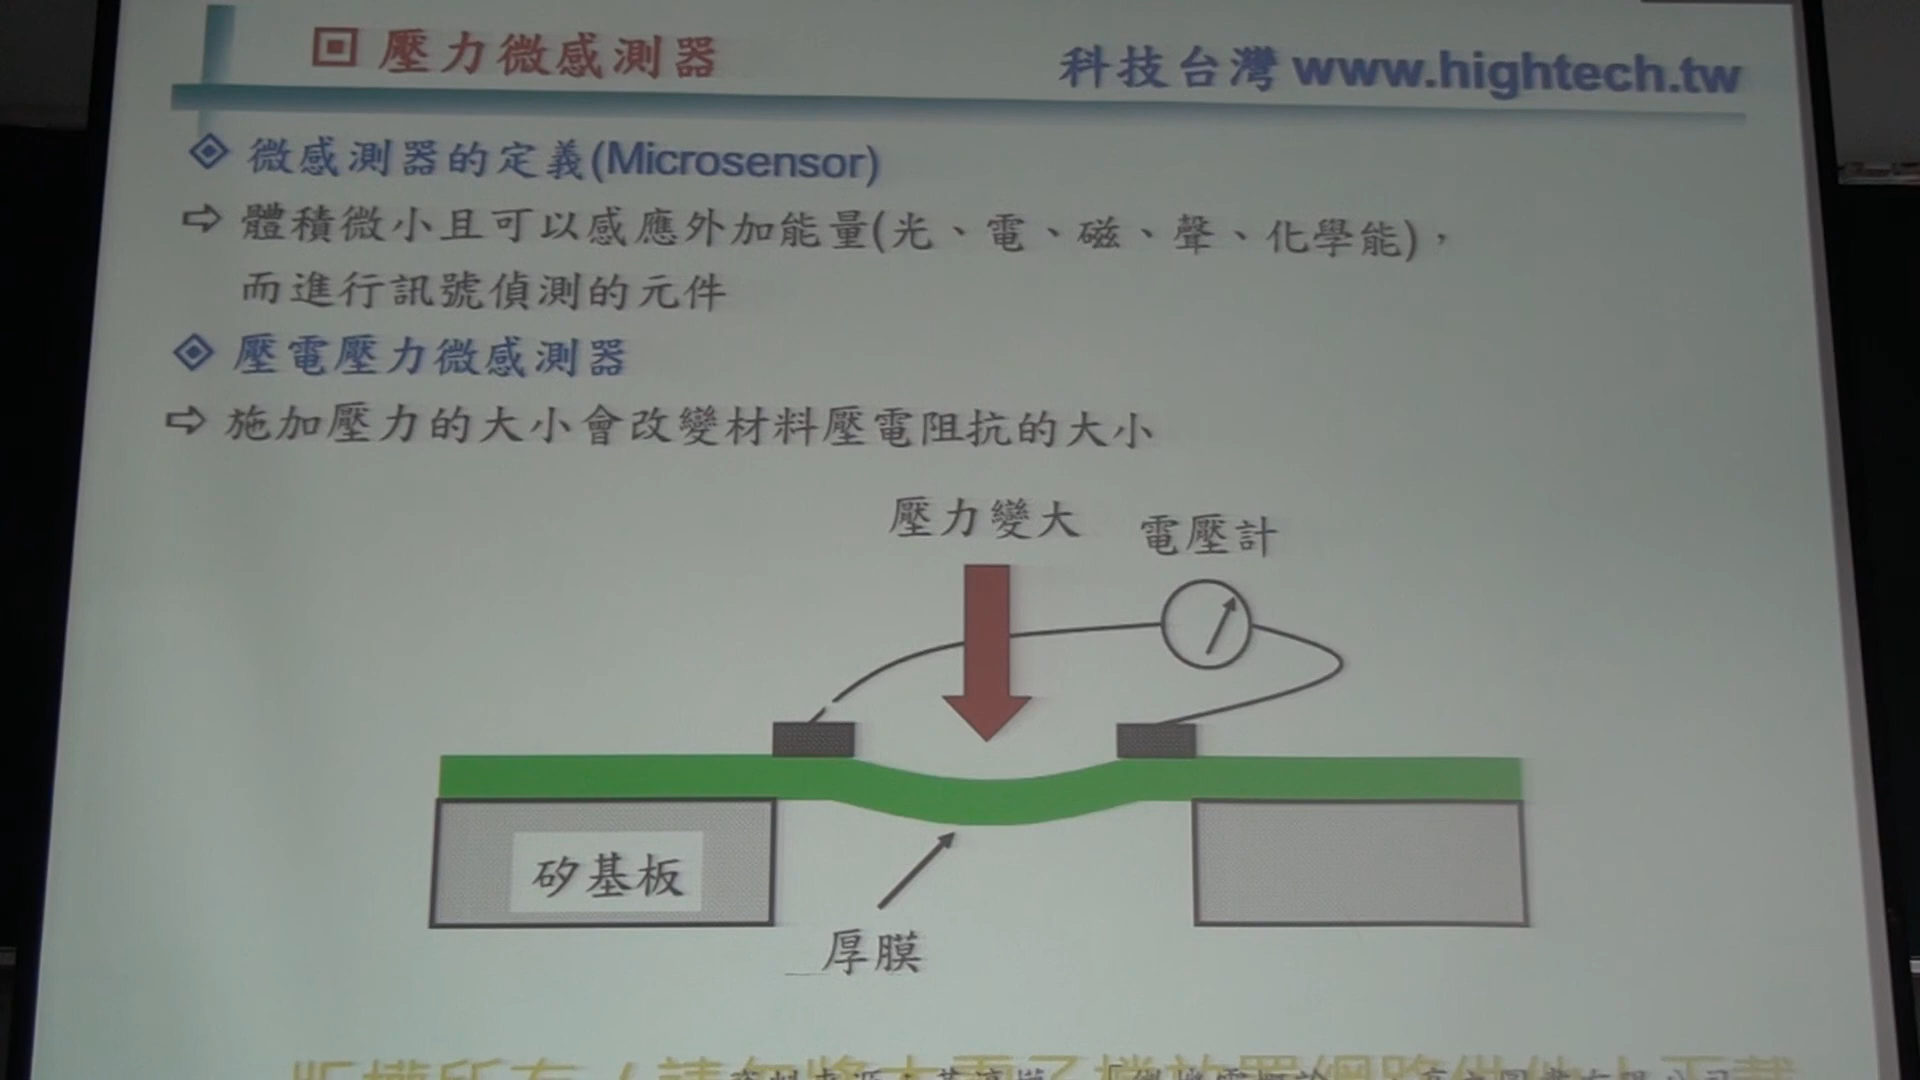 壓力微感測器
科技台灣 www.hightech.tw
微感測器的定義(Microsensor)
體積微小且可以感應外加能量(光、電、磁、聲、化學能)，
而進行訊號偵測的元件
壓電壓力微感測器
施加壓力的大小會改變材料壓電阻抗的大小
壓力變大
電壓計
矽基板
厚膜